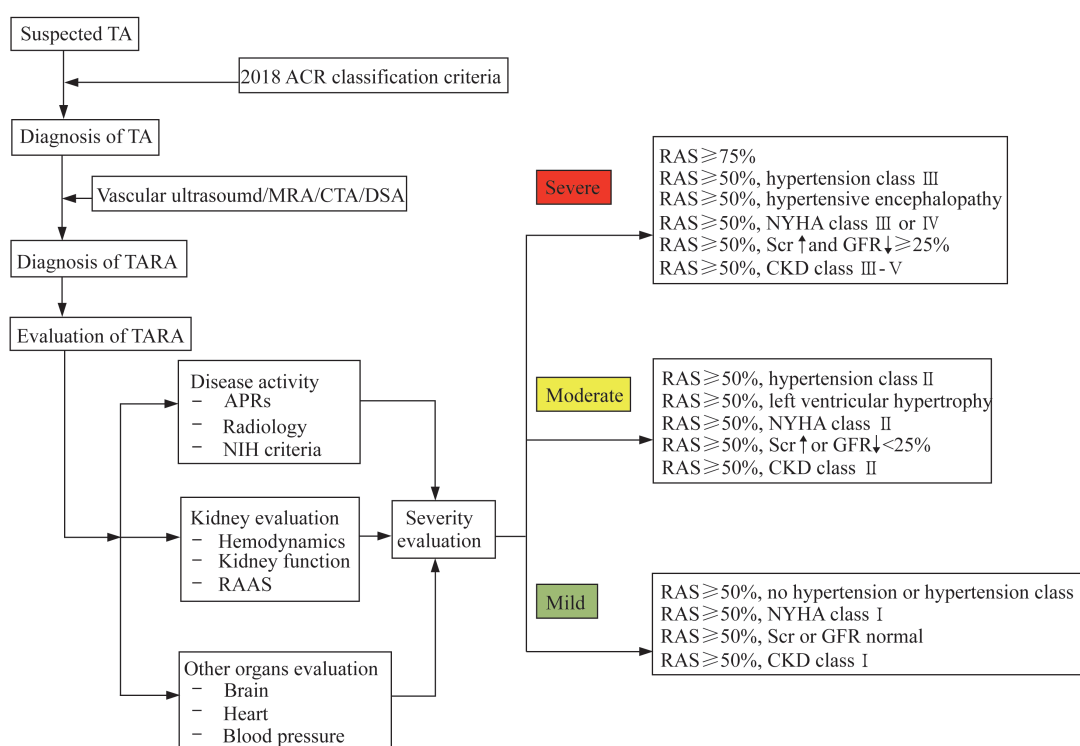 Suspected TA
2018 ACR classification criteria
Diagnosis of TA
Vascular ultrasoumd/MRA/CTA/DSA
Diagnosis of TARA
Evaluation of TARA
Disease activity
− APRs
− Radiology
− NIH criteria
Kidney evaluation
− Hemodynamics
− Kidney function
− RAAS
Other organs evaluation
− Brain
− Heart
− Blood pressure
Severity
evaluation
Severe
RAS≥75%
RAS≥50%, hypertension class Ⅲ
RAS≥50%, hypertensive encephalopathy
RAS≥50%, NYHA class Ⅲ or Ⅳ
RAS≥50%, Scr↑and GFR↓≥25%
RAS≥50%, CKD class Ⅲ-Ⅴ
Moderate
RAS≥50%, hypertension class Ⅱ
RAS≥50%, left ventricular hypertrophy
RAS≥50%, NYHA class Ⅱ
RAS≥50%, Scr↑or GFR↓<25%
RAS≥50%, CKD class Ⅱ
Mild
RAS≥50%, no hypertension or hypertension class
RAS≥50%, NYHA class Ⅰ
RAS≥50%, Scr or GFR normal
RAS≥50%, CKD class Ⅰ